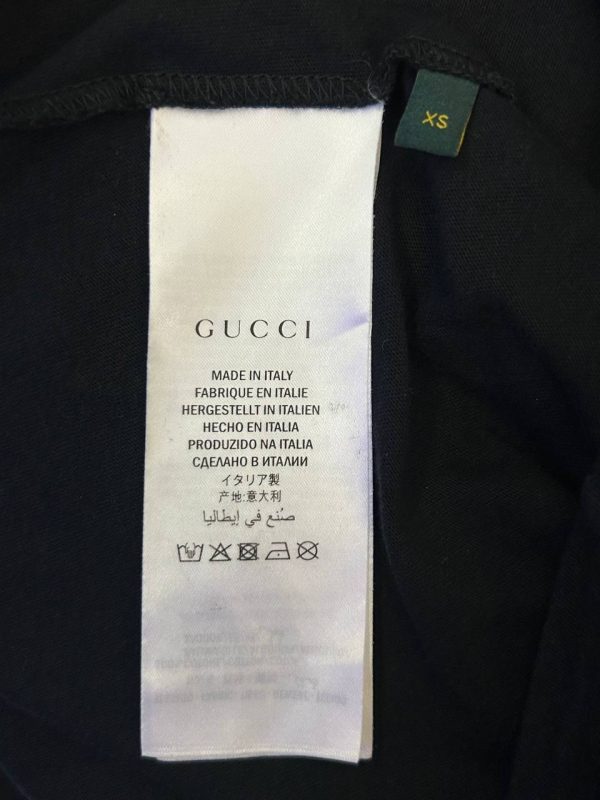 XS
GUCCI
MADE IN ITALY
FABRIQUE EN ITALIE
HERGESTELLT IN ITALIEN
HECHO EN ITALIA
PRODUZIDO NA ITALIA
СДЕЛАНО В ИТАЛИИ
イタリア製
产地:意大利
صُنع في إيطاليا